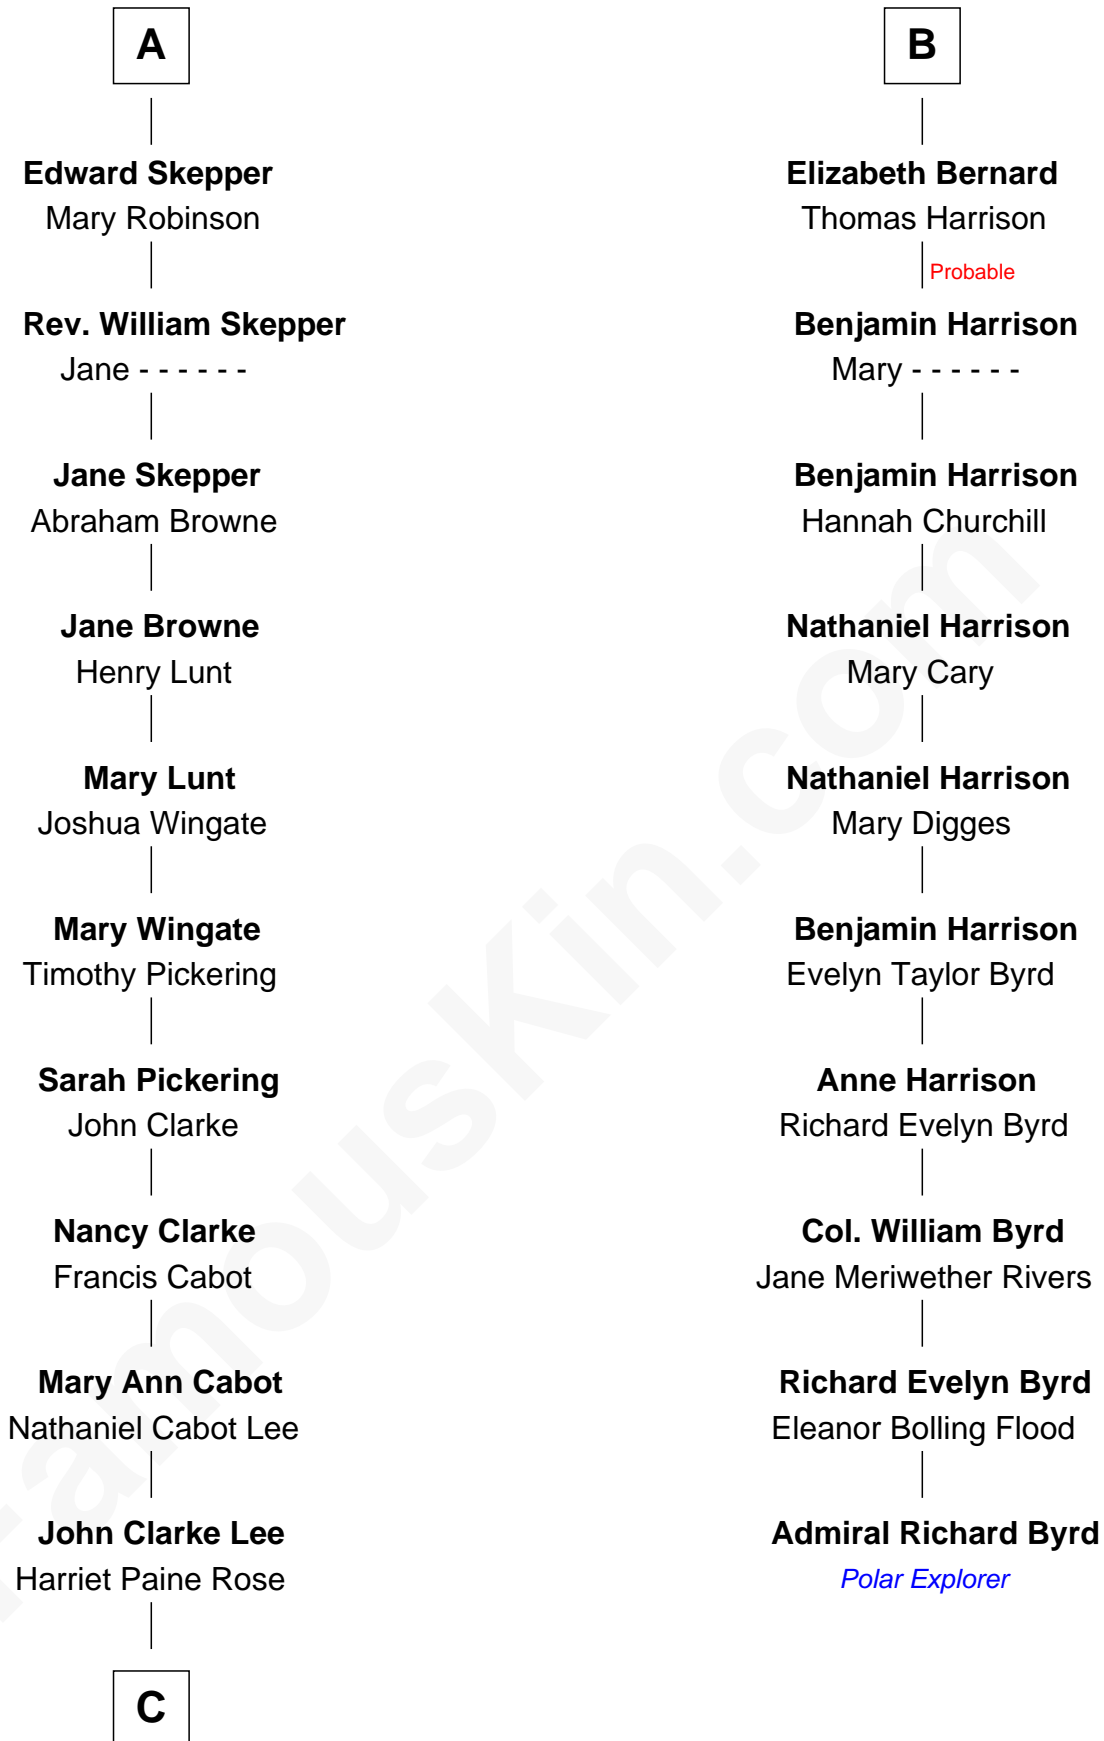 A
Edward Skepper
Mary Robinson
Rev. William Skepper
Jane - - - - - -
Jane Skepper
Abraham Browne
Jane Browne
Henry Lunt
Mary Lunt
Joshua Wingate
Mary Wingate
Timothy Pickering
Sarah Pickering
John Clarke
Nancy Clarke
Francis Cabot
Mary Ann Cabot
Nathaniel Cabot Lee
John Clarke Lee
Harriet Paine Rose
C
B
Elizabeth Bernard
Thomas Harrison
Probable
Benjamin Harrison
Mary - - - - - -
Benjamin Harrison
Hannah Churchill
Nathaniel Harrison
Mary Cary
Nathaniel Harrison
Mary Digges
Benjamin Harrison
Evelyn Taylor Byrd
Anne Harrison
Richard Evelyn Byrd
Col. William Byrd
Jane Meriwether Rivers
Richard Evelyn Byrd
Eleanor Bolling Flood
Admiral Richard Byrd
Polar Explorer
FamousKin.com